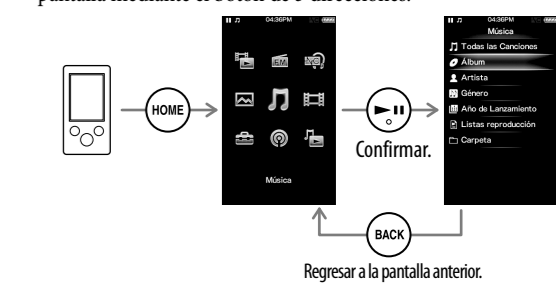 pantalla mediante el botón de 5 direcciones.
04:36PM
FM
NC
Música
HOME
Confirmar.
04:36PM
Música
Todas las Canciones
Álbum
Artista
Género
Año de Lanzamiento
Listas reproducción
Carpeta
BACK
Regresar a la pantalla anterior.